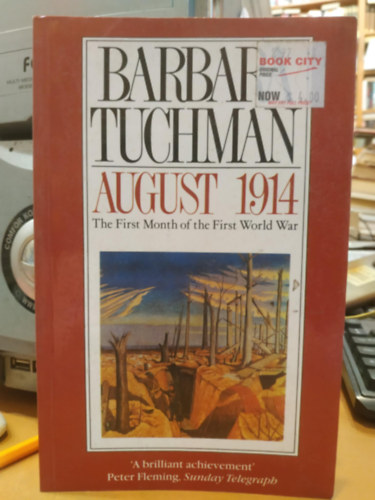 BARBAR
TUCHMAN
AUGUST 1914
The First Month of the First World War
BOOK CITY
NOW
'A brilliant achievement'
Peter Fleming, Sunday Telegraph